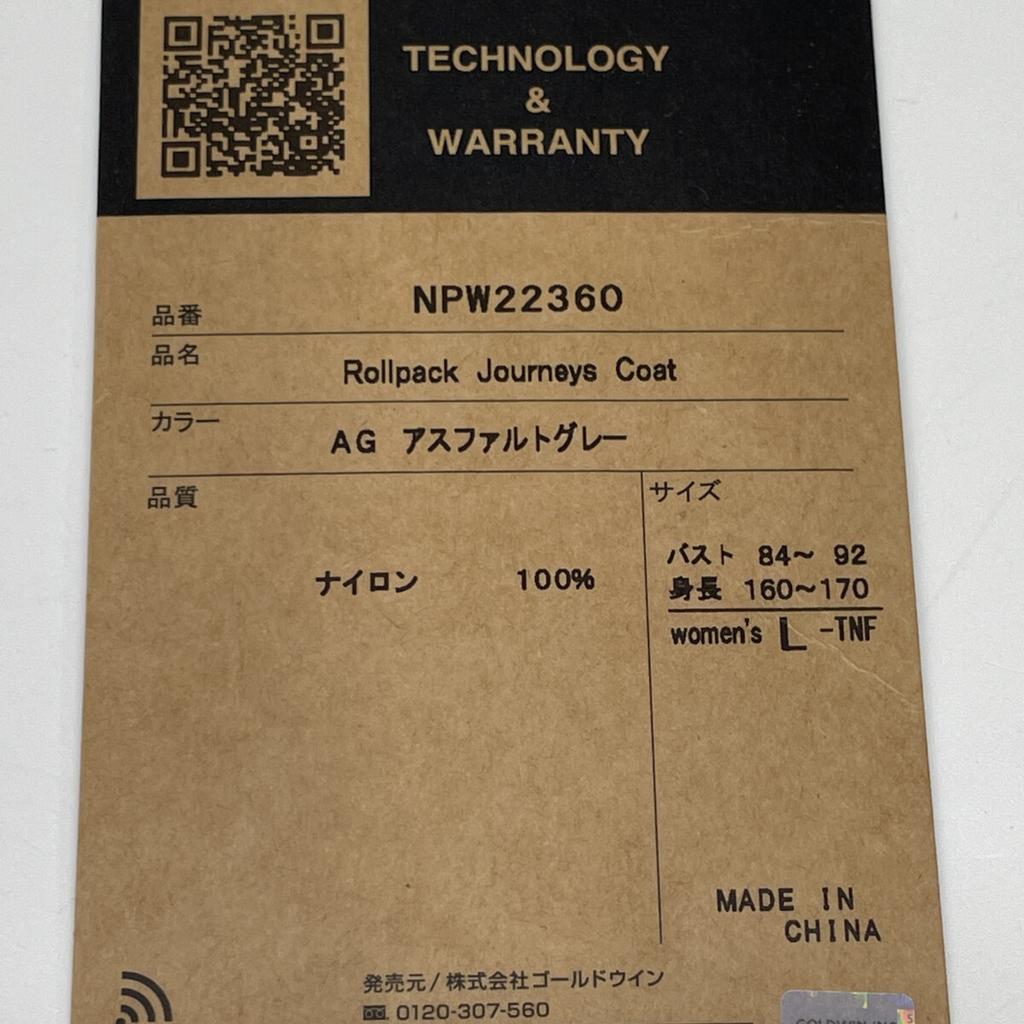 TECHNOLOGY
&
WARRANTY
品番 NPW22360
品名 Rollpack Journeys Coat
カラー AG アスファルトグレー
品質
ナイロン 100%
サイズ
バスト 84～ 92
身長 160～170
women's L -TNF
MADE IN
CHINA
発売元/株式会社ゴールドウイン
0120-307-560
GOLDWIN INC